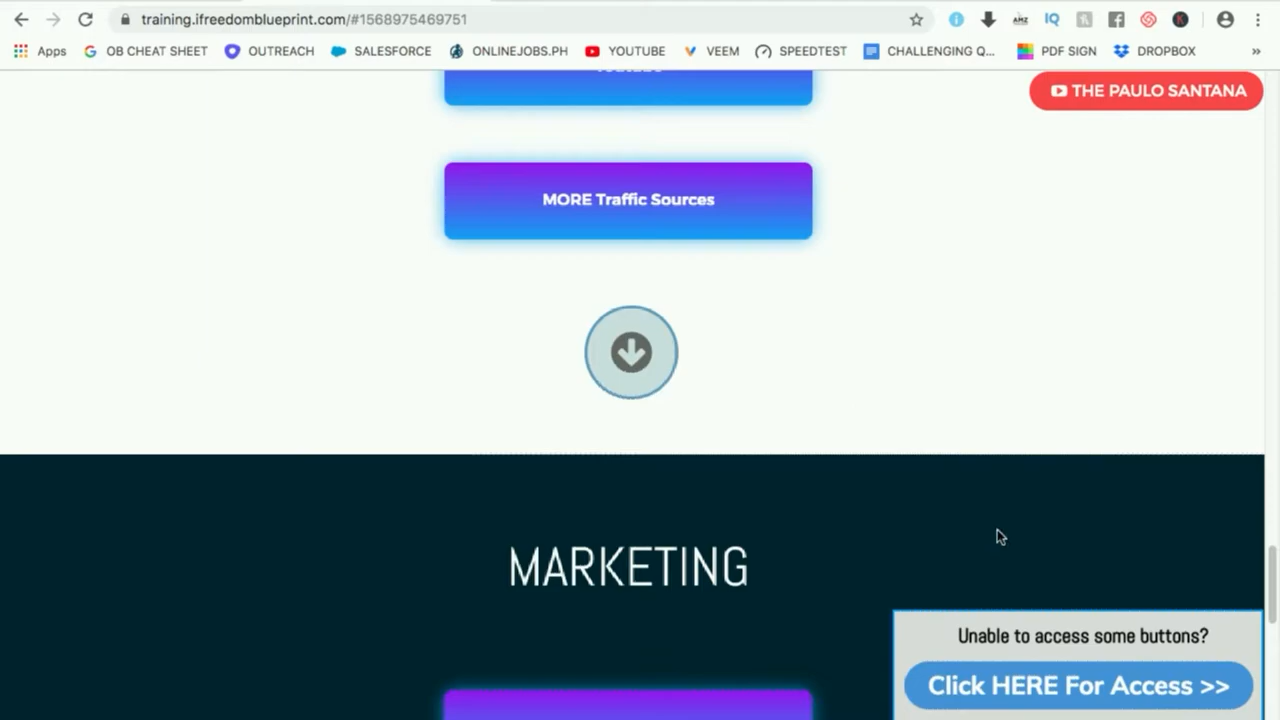 training.ifreedomblueprint.com/#1568975469751
Apps OB CHEAT SHEET OUTREACH SALESFORCE ONLINEJOBS.PH YOUTUBE VEEM SPEEDTEST CHALLENGING Q... PDF SIGN DROPBOX »
THE PAULO SANTANA
MORE Traffic Sources
MARKETING
Unable to access some buttons?
Click HERE For Access >>